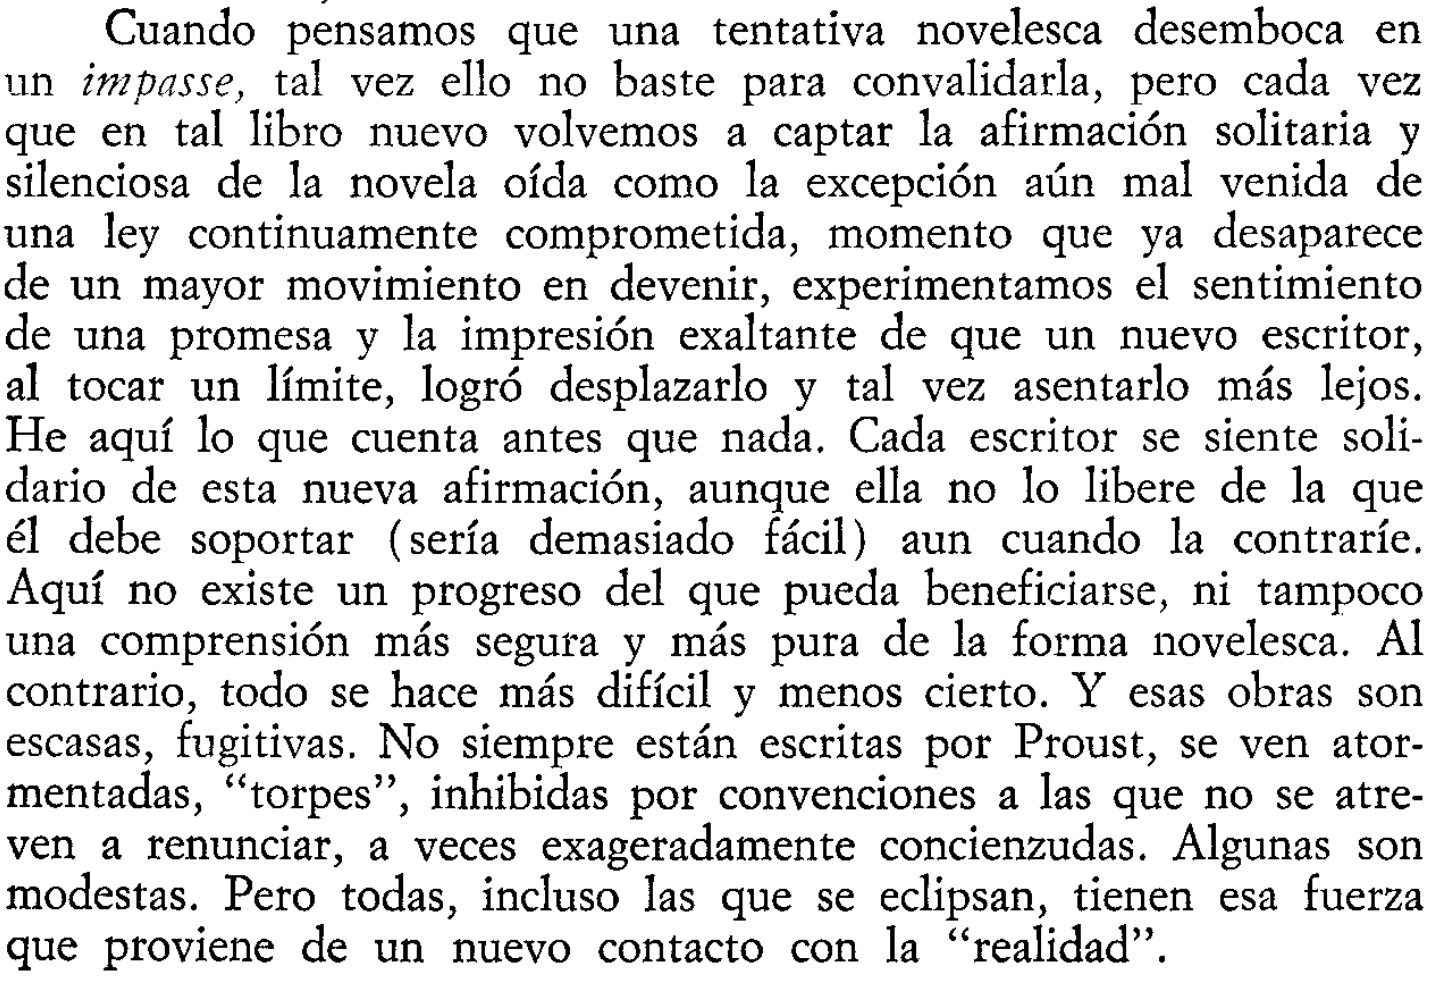 Cuando pensamos que una tentativa novelesca desemboca en
un impasse, tal vez ello no baste para convalidarla, pero cada vez
que en tal libro nuevo volvemos a captar la afirmación solitaria y
silenciosa de la novela oída como la excepción aún mal venida de
una ley continuamente comprometida, momento que ya desaparece
de un mayor movimiento en devenir, experimentamos el sentimiento
de una promesa y la impresión exaltante de que un nuevo escritor,
al tocar un límite, logró desplazarlo y tal vez asentarlo más lejos.
He aquí lo que cuenta antes que nada. Cada escritor se siente soli-
dario de esta nueva afirmación, aunque ella no lo libere de la que
él debe soportar (sería demasiado fácil) aun cuando la contraríe.
Aquí no existe un progreso del que pueda beneficiarse, ni tampoco
una comprensión más segura y más pura de la forma novelesca. Al
contrario, todo se hace más difícil y menos cierto. Y esas obras son
escasas, fugitivas. No siempre están escritas por Proust, se ven ator-
mentadas, “torpes”, inhibidas por convenciones a las que no se atre-
ven a renunciar, a veces exageradamente concienzudas. Algunas son
modestas. Pero todas, incluso las que se eclipsan, tienen esa fuerza
que proviene de un nuevo contacto con la “realidad”.